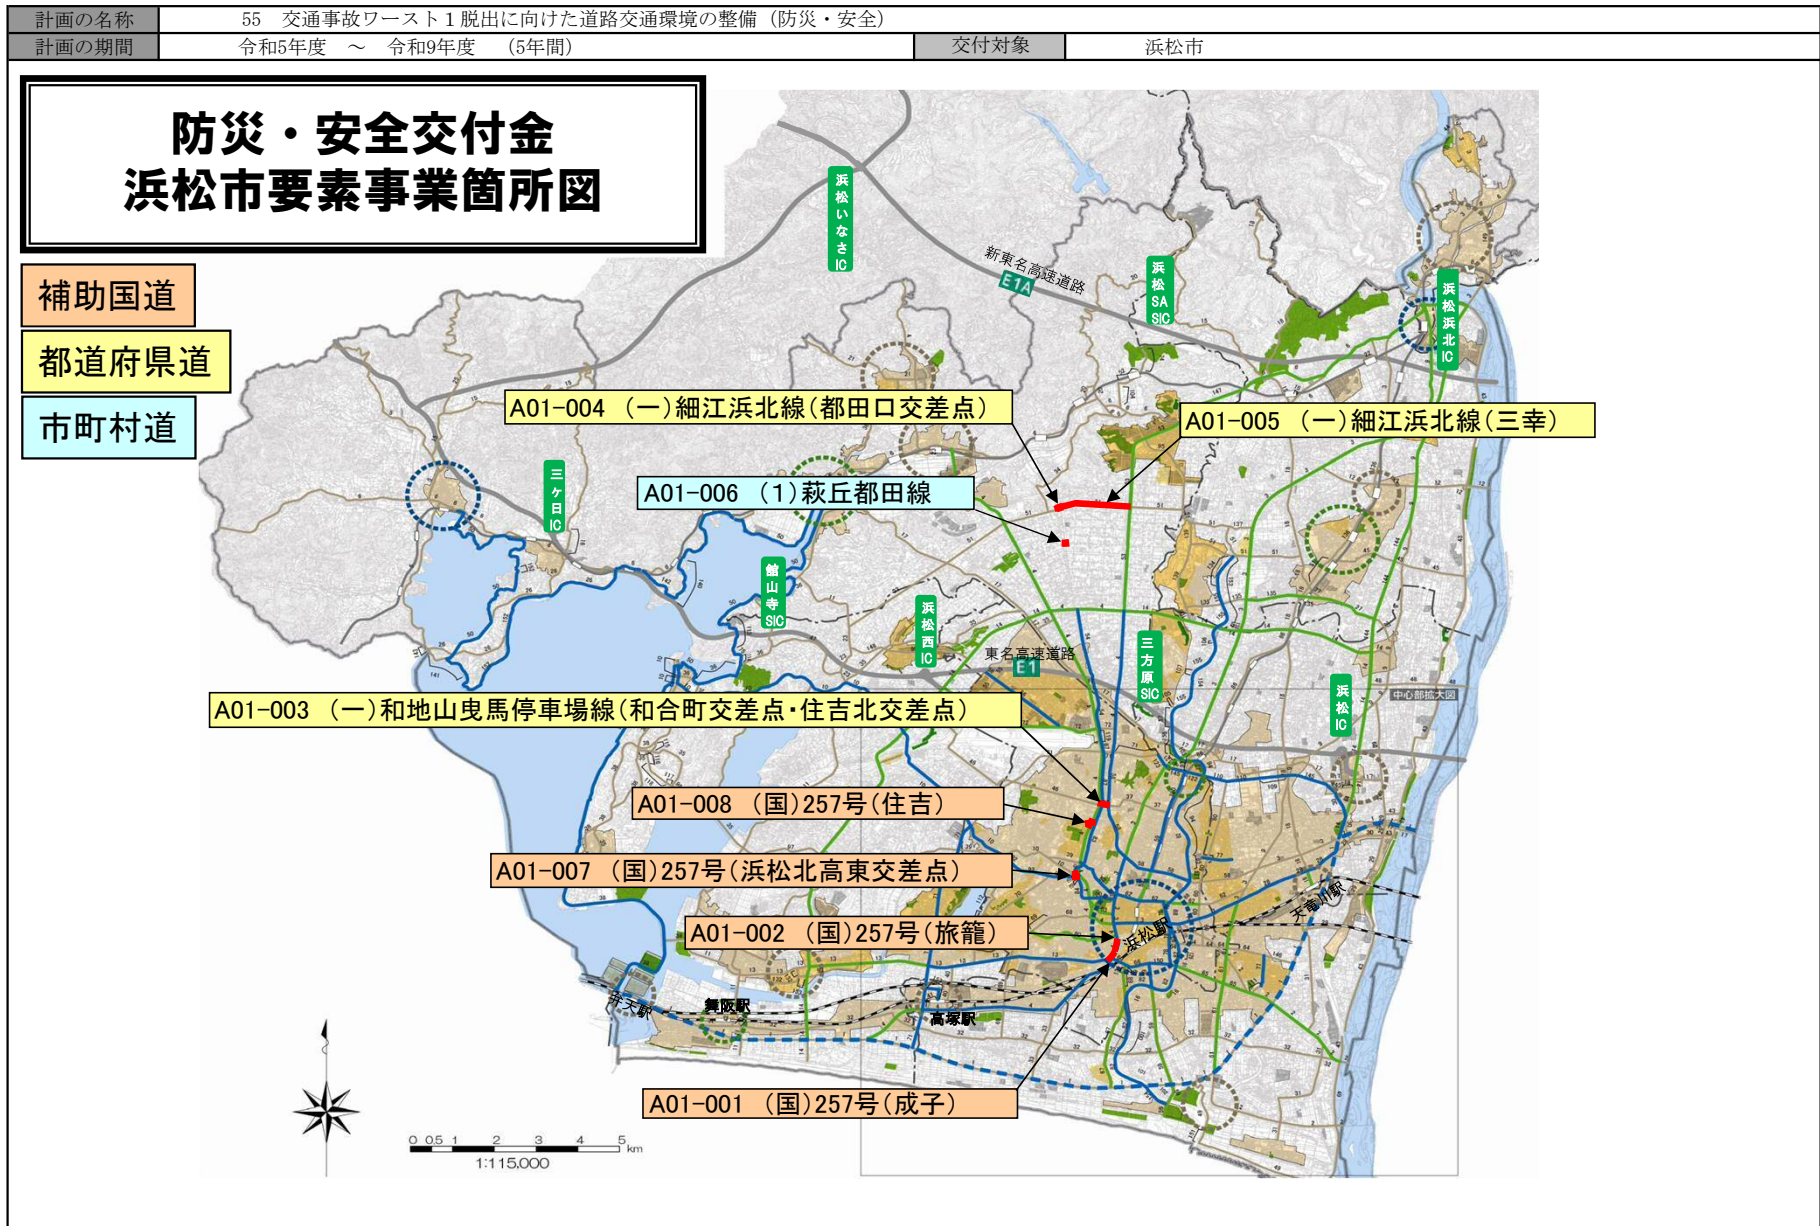 計画の名称 55 交通事故ワースト１脱出に向けた道路交通環境の整備（防災・安全）
計画の期間 令和5年度 ～ 令和9年度 （5年間） 交付対象 浜松市
防災・安全交付金
浜松市要素事業箇所図
補助国道
都道府県道
市町村道
浜松いなさIC
新東名高速道路
E1A
浜松SA SIC
浜松浜北IC
A01-004 （一）細江浜北線（都田口交差点）
A01-005 （一）細江浜北線（三幸）
三ヶ日IC
A01-006 （1）萩丘都田線
舘山寺SIC
浜松西IC
東名高速道路
E1
三方原SIC
浜松IC
中心部拡大図
A01-003 （一）和地山曳馬停車場線（和合町交差点・住吉北交差点）
A01-008 （国）257号（住吉）
A01-007 （国）257号（浜松北高東交差点）
天竜川駅
A01-002 （国）257号（旅籠）
浜松駅
弁天駅
舞阪駅
高塚駅
A01-001 （国）257号（成子）
0 0.5 1 2 3 4 5 km
1:115,000